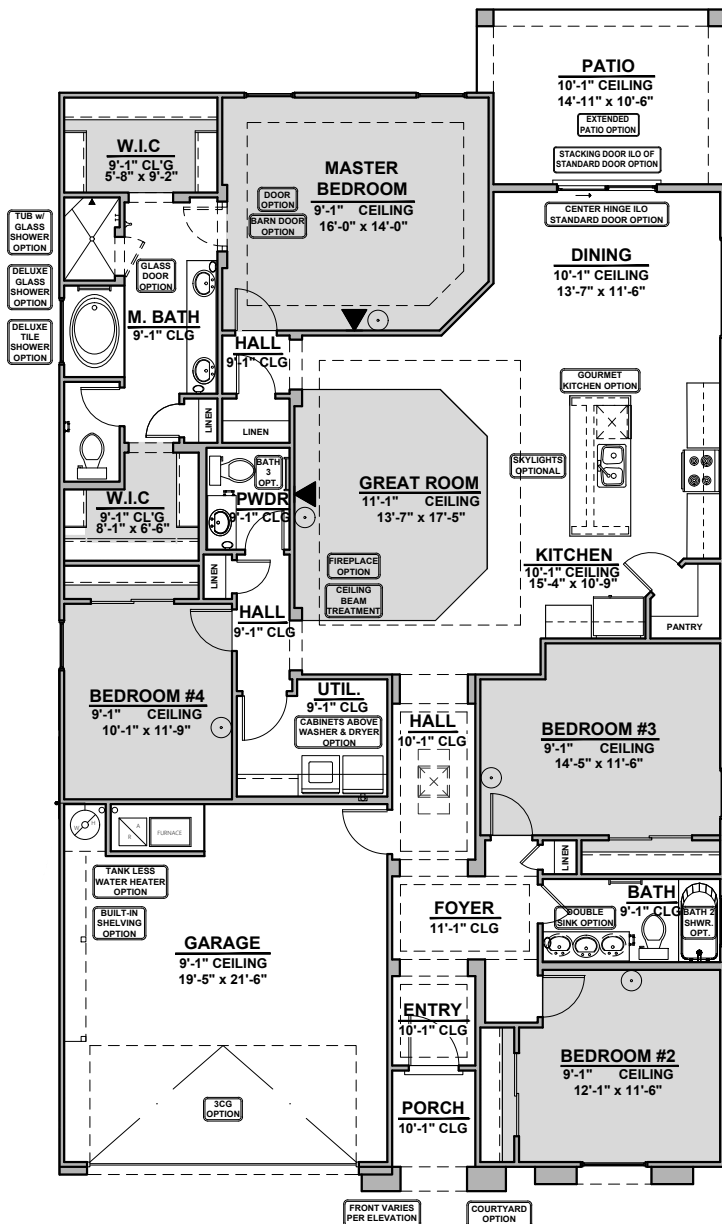 PATIO
10'-1" CEILING
14'-11" x 10'-6"
EXTENDED
PATIO OPTION
STACKING DOOR ILO OF
STANDARD DOOR OPTION
CENTER HINGE ILO
STANDARD DOOR OPTION
W.I.C
9'-1" CL'G
5'-8" x 9'-2"
MASTER
BEDROOM
9'-1" CEILING
16'-0" x 14'-0"
DOOR
OPTION
BARN DOOR
OPTION
TUB w/
GLASS
SHOWER
OPTION
DELUXE
GLASS
SHOWER
OPTION
DELUXE
TILE
SHOWER
OPTION
GLASS
DOOR
OPTION
DINING
10'-1" CEILING
13'-7" x 11'-6"
M. BATH
9'-1" CLG
HALL
9'-1" CLG
LINEN
LINEN
GOURMET
KITCHEN OPTION
SKYLIGHTS
OPTIONAL
W.I.C
9'-1" CL'G
8'-1" x 6'-6"
BATH
3
OPT.
PWDR
9'-1" CLG
GREAT ROOM
11'-1" CEILING
13'-7" x 17'-5"
KITCHEN
10'-1" CEILING
15'-4" x 10'-9"
PANTRY
FIREPLACE
OPTION
CEILING
BEAM
TREATMENT
LINEN
HALL
9'-1" CLG
BEDROOM #4
9'-1" CEILING
10'-1" x 11'-9"
UTIL.
9'-1" CLG
CABINETS ABOVE
WASHER & DRYER
OPTION
HALL
10'-1" CLG
BEDROOM #3
9'-1" CEILING
14'-5" x 11'-6"
W H
A
R
FURNACE
TANK LESS
WATER HEATER
OPTION
BUILT-IN
SHELVING
OPTION
LINEN
GARAGE
9'-1" CEILING
19'-5" x 21'-6"
FOYER
11'-1" CLG
BATH
9'-1" CLG
DOUBLE
SINK OPTION
BATH 2
SHWR.
OPT.
ENTRY
10'-1" CLG
BEDROOM #2
9'-1" CEILING
12'-1" x 11'-6"
3CG
OPTION
PORCH
10'-1" CLG
FRONT VARIES
PER ELEVATION
COURTYARD
OPTION